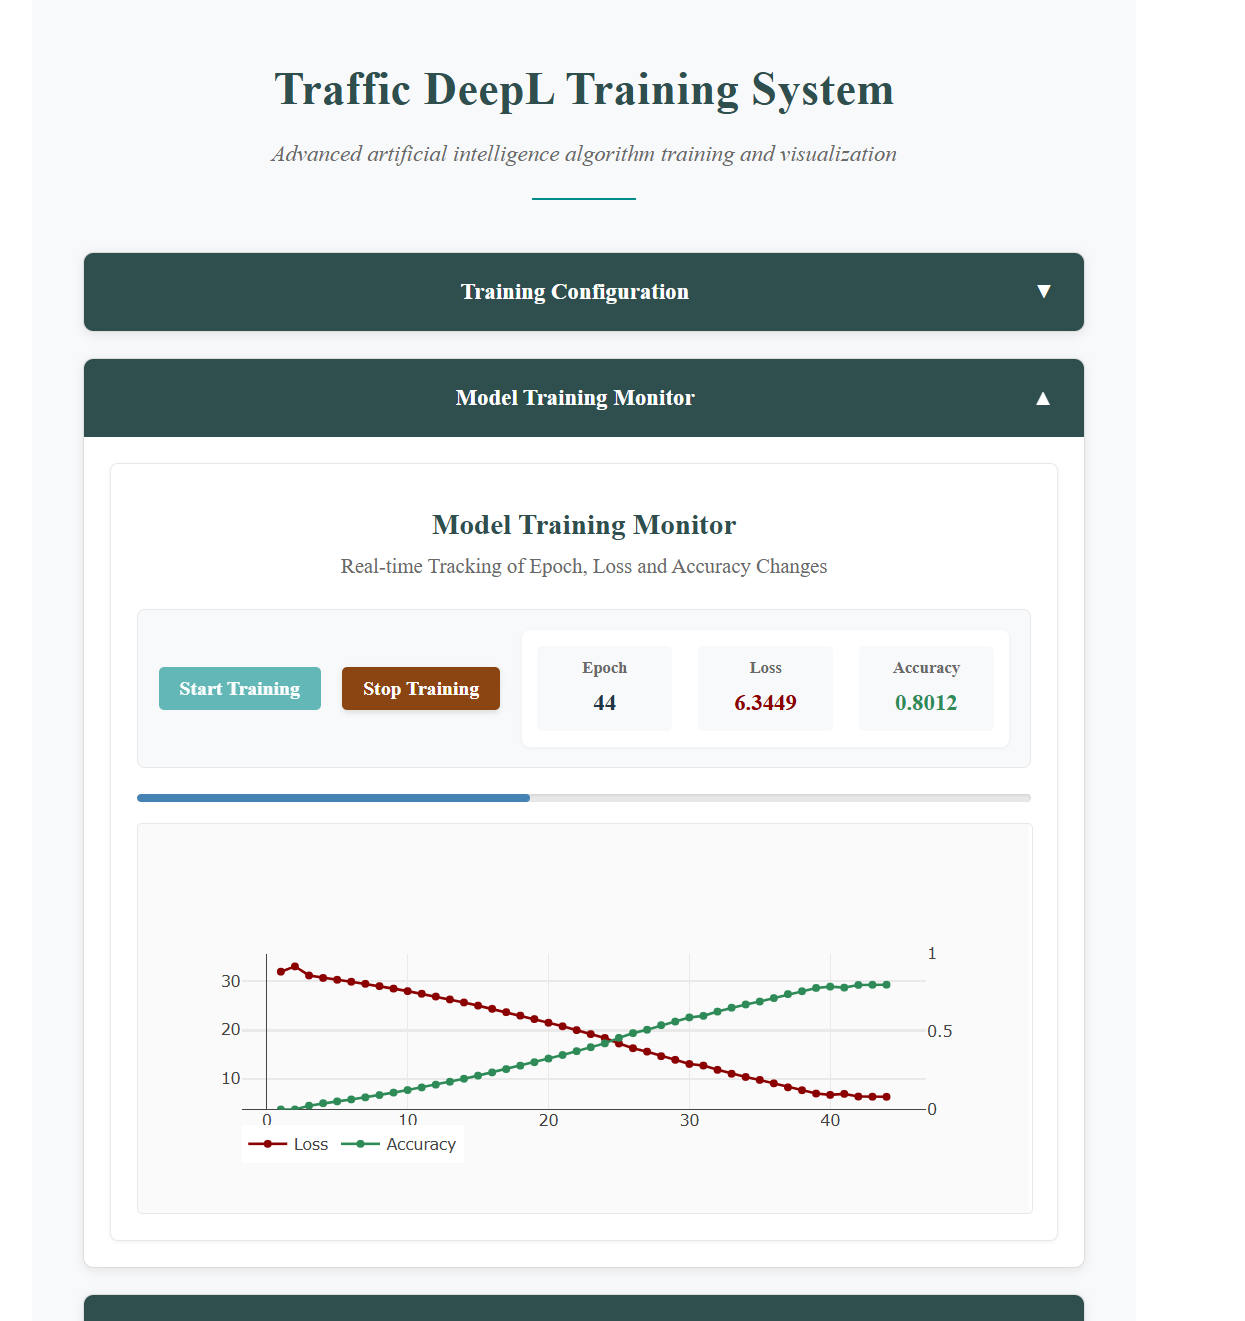 Traffic DeepL Training System
Advanced artificial intelligence algorithm training and visualization
Training Configuration ▼
Model Training Monitor ▲
Model Training Monitor
Real-time Tracking of Epoch, Loss and Accuracy Changes
Start Training
Stop Training
Epoch
44
Loss
6.3449
Accuracy
0.8012
30
20
10
1
0.5
0
0 10 20 30 40
Loss Accuracy